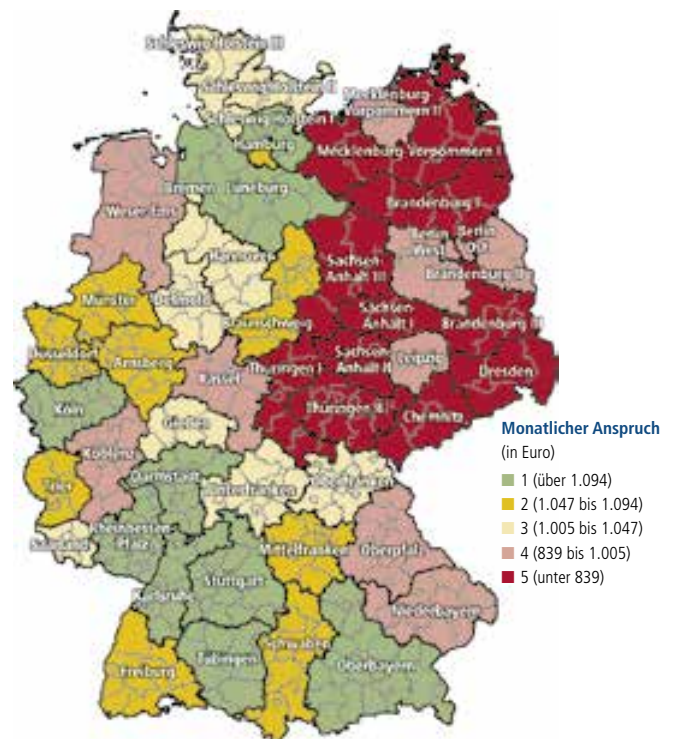 Schleswig-Holstein III
Schleswig-Holstein II
Mecklenburg-
Vorpommern II
Schleswig-Holstein I
Hamburg
Mecklenburg-Vorpommern I
Bremen
Lüneburg
Brandenburg I
Weser-Ems
Berlin
West
Berlin
Ost
Hannover
Sachsen-
Anhalt III
Brandenburg II
Münster
Detmold
Braunschweig
Sachsen-
Anhalt I
Brandenburg III
Düsseldorf
Arnsberg
Kassel
Thüringen I
Sachsen-
Anhalt II
Leipzig
Dresden
Köln
Gießen
Thüringen II
Chemnitz
Koblenz
Darmstadt
Unterfranken
Oberfranken
Trier
Rheinhessen-
Pfalz
Saarland
Mittelfranken
Oberpfalz
Stuttgart
Karlsruhe
Niederbayern
Schwaben
Freiburg
Tübingen
Oberbayern
Monatlicher Anspruch
(in Euro)
1 (über 1.094)
2 (1.047 bis 1.094)
3 (1.005 bis 1.047)
4 (839 bis 1.005)
5 (unter 839)